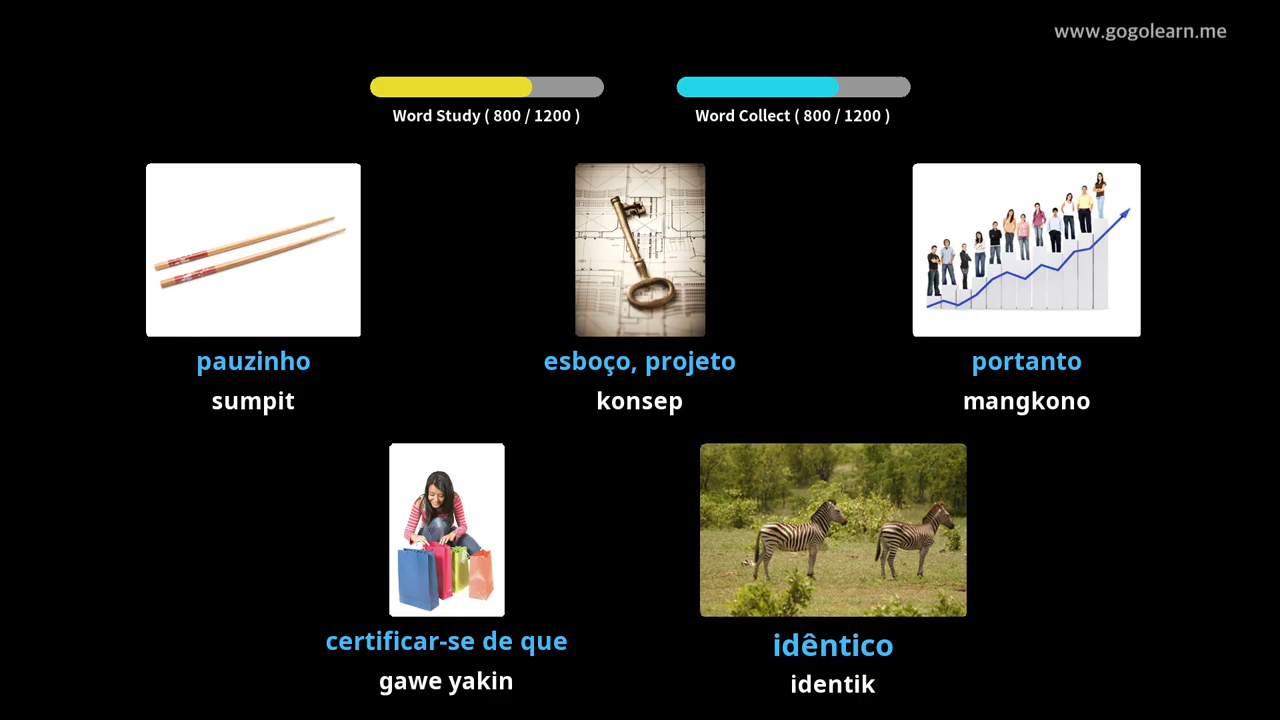 www.gogolearn.me
Word Study ( 800 / 1200 )
Word Collect ( 800 / 1200 )
pauzinho
sumpit
esboço, projeto
konsep
portanto
mangkono
certificar-se de que
gawe yakin
idêntico
identik